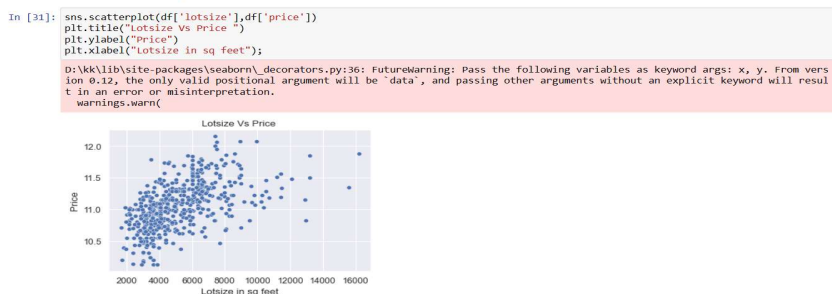 In [31]: sns.scatterplot(df['lotsize'],df['price'])
plt.title("Lotsize Vs Price ")
plt.ylabel("Price")
plt.xlabel("Lotsize in sq feet");
D:\kk\lib\site-packages\seaborn\_decorators.py:36: FutureWarning: Pass the following variables as keyword args: x, y. From vers
ion 0.12, the only valid positional argument will be `data`, and passing other arguments without an explicit keyword will resul
t in an error or misinterpretation.
warnings.warn(
Lotsize Vs Price
12.0
11.5
11.0
10.5
Price
2000 4000 6000 8000 10000 12000 14000 16000
Lotsize in sq feet